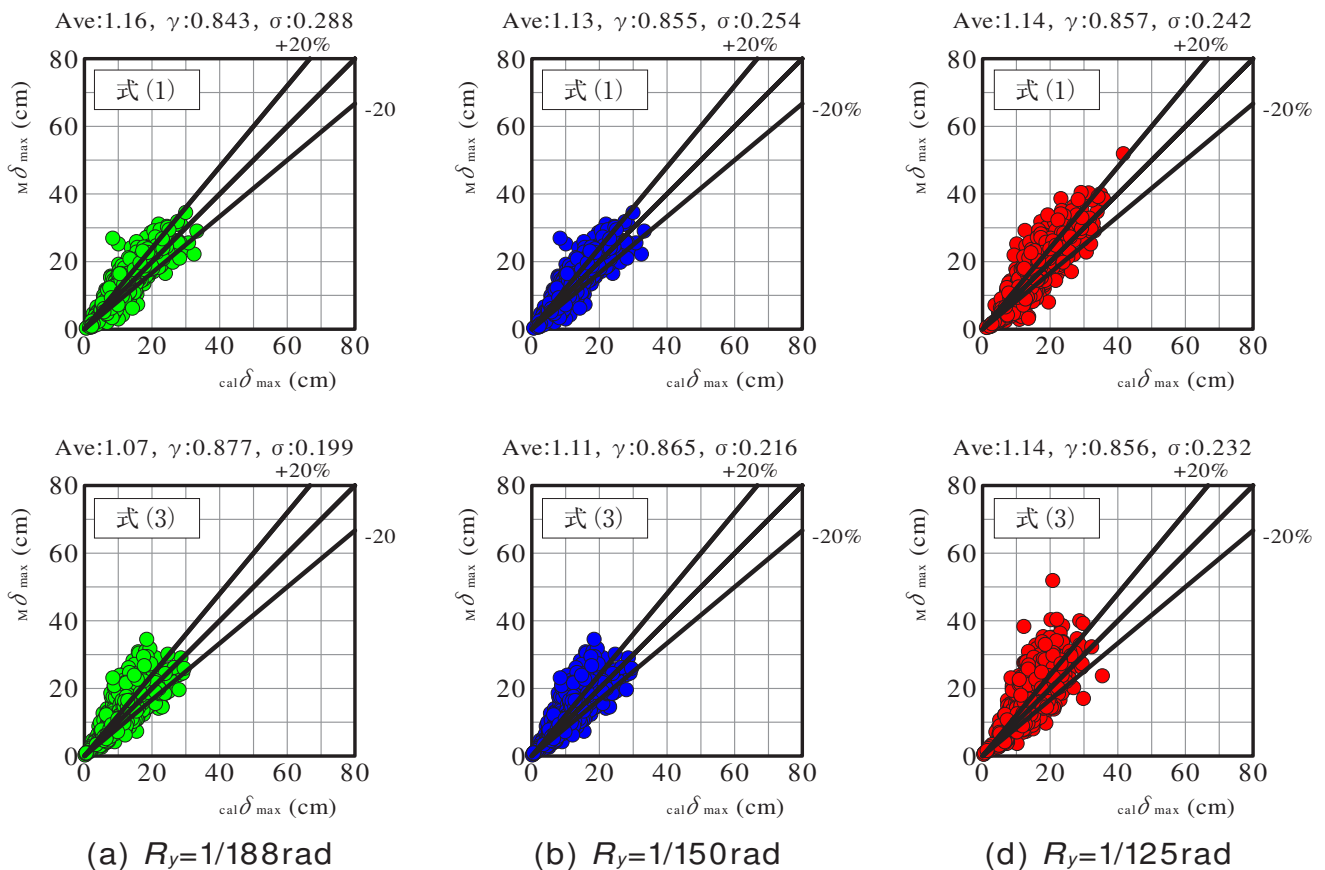 Ave:1.16, γ:0.843, σ:0.288
+20%
80
式(1)
-20
60
40
20
0
0 20 40 60 80
Mδmax (cm)
calδmax (cm)
Ave:1.13, γ:0.855, σ:0.254
+20%
80
式(1)
-20%
60
40
20
0
0 20 40 60 80
Mδmax (cm)
calδmax (cm)
Ave:1.14, γ:0.857, σ:0.242
+20%
80
式(1)
-20%
60
40
20
0
0 20 40 60 80
Mδmax (cm)
calδmax (cm)
Ave:1.07, γ:0.877, σ:0.199
+20%
80
式(3)
-20
60
40
20
0
0 20 40 60 80
Mδmax (cm)
calδmax (cm)
Ave:1.11, γ:0.865, σ:0.216
+20%
80
式(3)
-20%
60
40
20
0
0 20 40 60 80
Mδmax (cm)
calδmax (cm)
Ave:1.14, γ:0.856, σ:0.232
+20%
80
式(3)
-20%
60
40
20
0
0 20 40 60 80
Mδmax (cm)
calδmax (cm)
(a) Ry=1/188rad
(b) Ry=1/150rad
(d) Ry=1/125rad